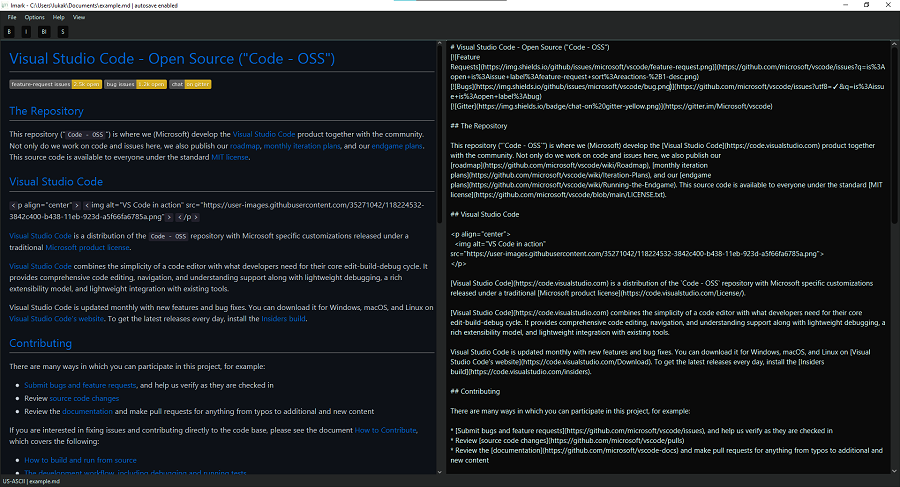 Imark - C:\Users\lukak\Documents\example.md | autosave enabled
File Options Help View
B I BI S
Visual Studio Code - Open Source ("Code - OSS")
feature-request issues 2.5k open bug issues 1.2k open chat on gitter
The Repository
This repository ("Code - OSS") is where we (Microsoft) develop the Visual Studio Code product together with the community.
Not only do we work on code and issues here, we also publish our roadmap, monthly iteration plans, and our endgame plans.
This source code is available to everyone under the standard MIT license.
Visual Studio Code
<p align="center"> <img alt="VS Code in action" src="https://user-images.githubusercontent.com/35271042/118224532-
3842c400-b438-11eb-923d-a5f66fa6785a.png"> </p>
Visual Studio Code is a distribution of the Code - OSS repository with Microsoft specific customizations released under a
traditional Microsoft product license.
Visual Studio Code combines the simplicity of a code editor with what developers need for their core edit-build-debug cycle. It
provides comprehensive code editing, navigation, and understanding support along with lightweight debugging, a rich
extensibility model, and lightweight integration with existing tools.
Visual Studio Code is updated monthly with new features and bug fixes. You can download it for Windows, macOS, and Linux on
Visual Studio Code's website. To get the latest releases every day, install the Insiders build.
Contributing
There are many ways in which you can participate in this project, for example:
Submit bugs and feature requests, and help us verify as they are checked in
Review source code changes
Review the documentation and make pull requests for anything from typos to additional and new content
If you are interested in fixing issues and contributing directly to the code base, please see the document How to Contribute,
which covers the following:
How to build and run from source
The development workflow, including debugging and running tests
# Visual Studio Code - Open Source ("Code - OSS")
[![Feature
Requests](https://img.shields.io/github/issues/microsoft/vscode/feature-request.png)](https://github.com/microsoft/vscode/issues?q=is%3A
open+is%3Aissue+label%3Afeature-request+sort%3Areactions-%2B1-desc.png)
[![Bugs](https://img.shields.io/github/issues/microsoft/vscode/bug.png)](https://github.com/microsoft/vscode/issues?utf8=✓&q=is%3Aissu
e+is%3Aopen+label%3Abug)
[![Gitter](https://img.shields.io/badge/chat-on%20gitter-yellow.png)](https://gitter.im/Microsoft/vscode)
## The Repository
This repository ("`Code - OSS`") is where we (Microsoft) develop the [Visual Studio Code](https://code.visualstudio.com) product together
with the community. Not only do we work on code and issues here, we also publish our
[roadmap](https://github.com/microsoft/vscode/wiki/Roadmap), [monthly iteration
plans](https://github.com/microsoft/vscode/wiki/Iteration-Plans), and our [endgame
plans](https://github.com/microsoft/vscode/wiki/Running-the-Endgame). This source code is available to everyone under the standard [MIT
license](https://github.com/microsoft/vscode/blob/main/LICENSE.txt).
## Visual Studio Code
<p align="center">
<img alt="VS Code in action"
src="https://user-images.githubusercontent.com/35271042/118224532-3842c400-b438-11eb-923d-a5f66fa6785a.png">
</p>
[Visual Studio Code](https://code.visualstudio.com) is a distribution of the `Code - OSS` repository with Microsoft specific customizations
released under a traditional [Microsoft product license](https://code.visualstudio.com/License/).
[Visual Studio Code](https://code.visualstudio.com) combines the simplicity of a code editor with what developers need for their core
edit-build-debug cycle. It provides comprehensive code editing, navigation, and understanding support along with lightweight debugging, a
rich extensibility model, and lightweight integration with existing tools.
Visual Studio Code is updated monthly with new features and bug fixes. You can download it for Windows, macOS, and Linux on [Visual
Studio Code's website](https://code.visualstudio.com/Download). To get the latest releases every day, install the [Insiders
build](https://code.visualstudio.com/insiders).
## Contributing
There are many ways in which you can participate in this project, for example:
* [Submit bugs and feature requests](https://github.com/microsoft/vscode/issues), and help us verify as they are checked in
* Review [source code changes](https://github.com/microsoft/vscode/pulls)
* Review the [documentation](https://github.com/microsoft/vscode-docs) and make pull requests for anything from typos to additional and
new content
US-ASCII | example.md